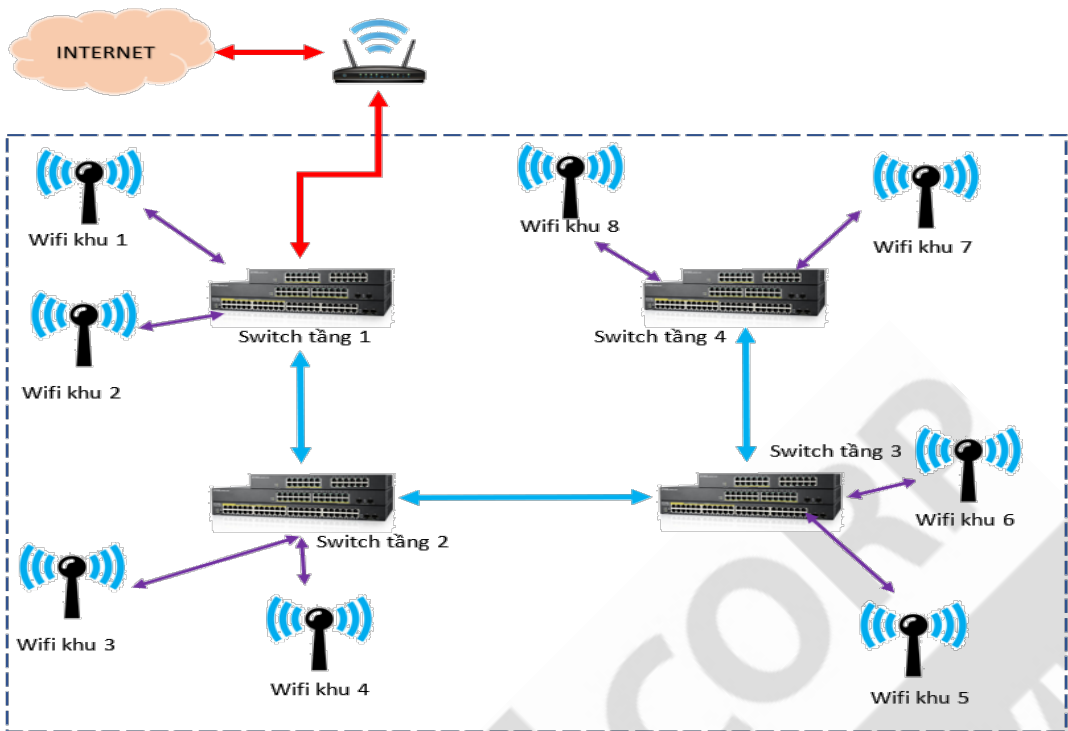 INTERNET
Wifi khu 1
Wifi khu 8
Wifi khu 7
Switch tầng 1
Switch tầng 4
Wifi khu 2
Switch tầng 3
Wifi khu 6
Switch tầng 2
Wifi khu 3
Wifi khu 4
Wifi khu 5
CORP